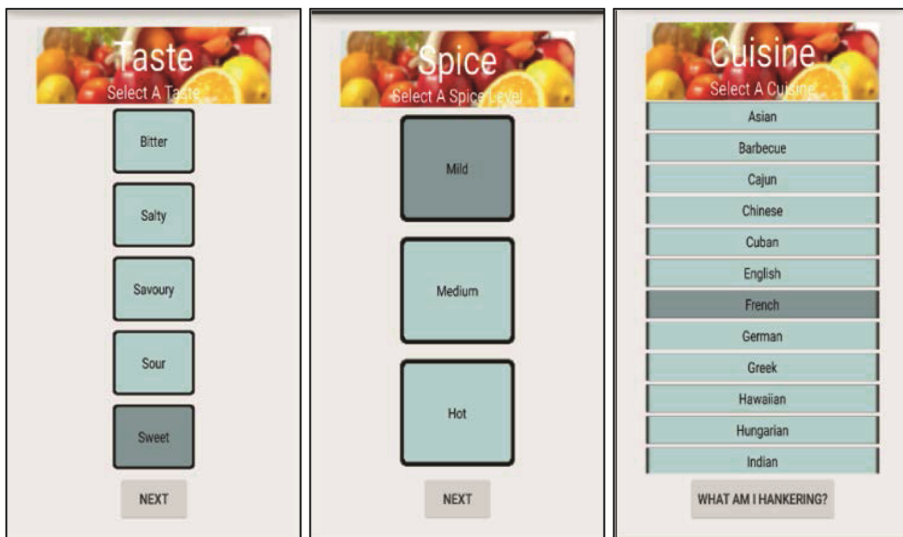 Taste
Select A Taste
Bitter
Salty
Savoury
Sour
Sweet
NEXT
Spice
Select A Spice Level
Mild
Medium
Hot
NEXT
Cuisine
Select A Cuisine
Asian
Barbecue
Cajun
Chinese
Cuban
English
French
German
Greek
Hawaiian
Hungarian
Indian
WHAT AM I HANKERING?